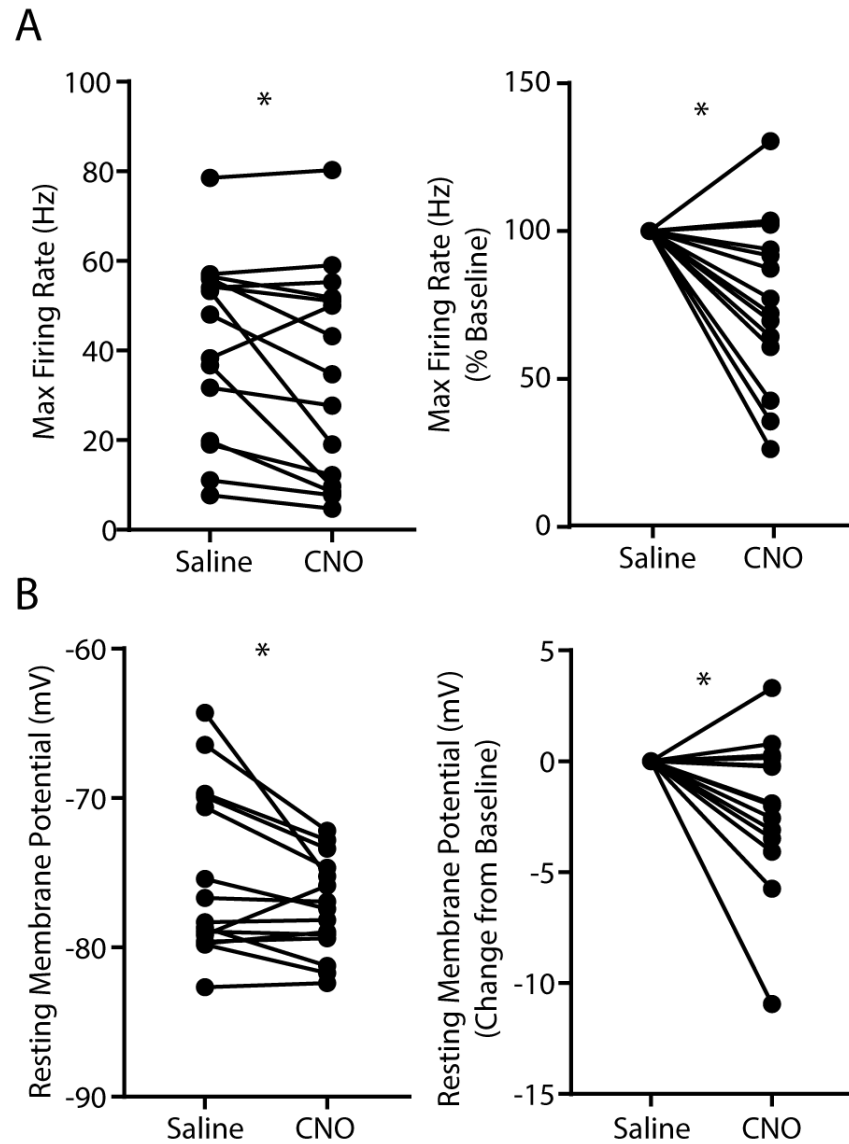 A
Max Firing Rate (Hz)
100
80
60
40
20
0
*
Saline CNO
Max Firing Rate (Hz)
(% Baseline)
150
100
50
0
*
Saline CNO
B
Resting Membrane Potential (mV)
-60
-70
-80
-90
*
Saline CNO
Resting Membrane Potential (mV)
(Change from Baseline)
5
0
-5
-10
-15
*
Saline CNO